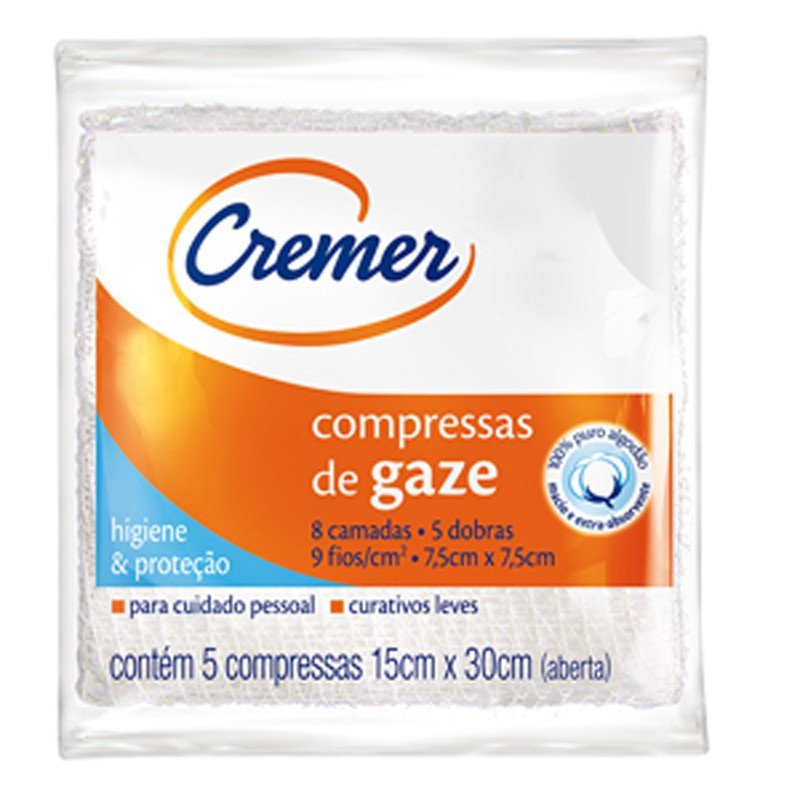 Cremer
compressas
de gaze
8 camadas • 5 dobras
9 fios/cm² • 7,5cm x 7,5cm
100% puro algodão
macio e extra-absorvente
higiene
& proteção
para cuidado pessoal
curativos leves
contém 5 compressas 15cm x 30cm (aberta)